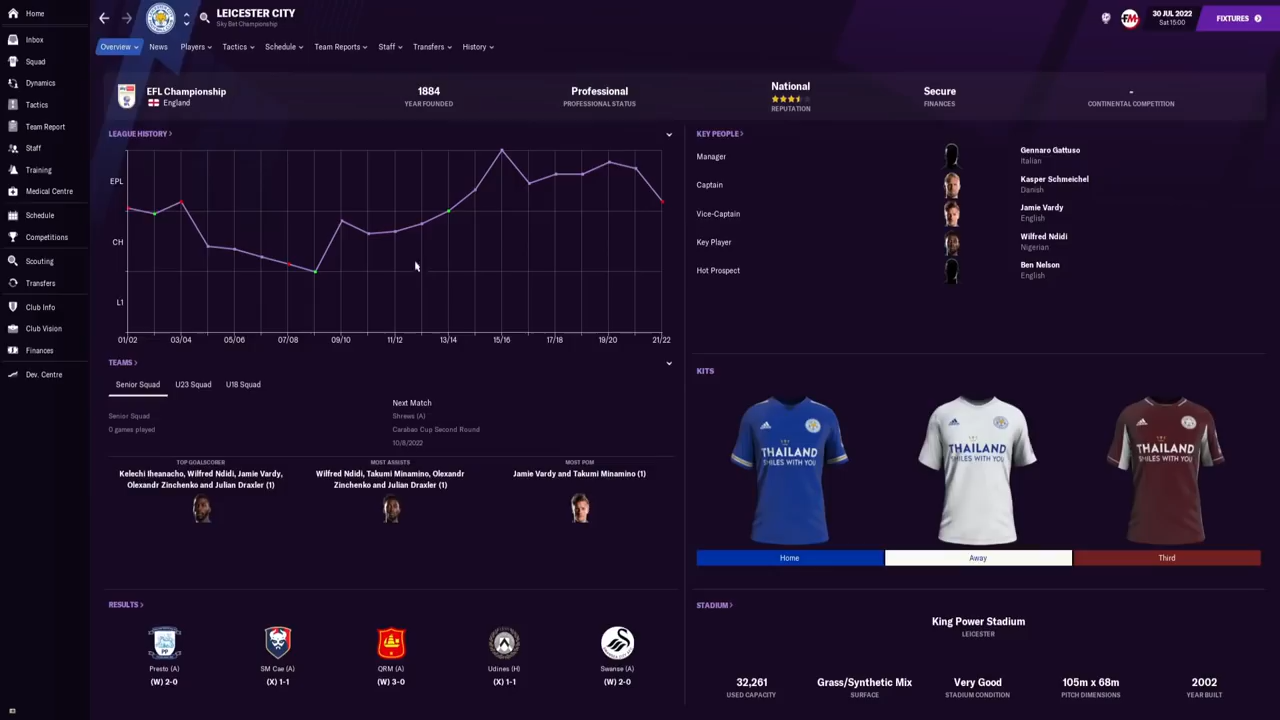 LEICESTER CITY
Sky Bet Championship
30 JUL 2022
Sat 15:00
FIXTURES
Home
Inbox
Squad
Dynamics
Tactics
Team Report
Staff
Training
Medical Centre
Schedule
Competitions
Scouting
Transfers
Club Info
Club Vision
Finances
Dev. Centre
Overview
News
Players
Tactics
Schedule
Team Reports
Staff
Transfers
History
EFL Championship
England
1884
YEAR FOUNDED
Professional
PROFESSIONAL STATUS
National
REPUTATION
Secure
FINANCES
-
CONTINENTAL COMPETITION
LEAGUE HISTORY
EPL
CH
L1
01/02 03/04 05/06 07/08 09/10 11/12 13/14 15/16 17/18 19/20 21/22
KEY PEOPLE
Manager
Gennaro Gattuso
Italian
Captain
Kasper Schmeichel
Danish
Vice-Captain
Jamie Vardy
English
Key Player
Wilfred Ndidi
Nigerian
Hot Prospect
Ben Nelson
English
TEAMS
Senior Squad
U23 Squad
U18 Squad
Senior Squad
0 games played
Next Match
Shrews (A)
Carabao Cup Second Round
10/8/2022
TOP GOALSCORER
Kelechi Iheanacho, Wilfred Ndidi, Jamie Vardy,
Olexandr Zinchenko and Julian Draxler (1)
MOST ASSISTS
Wilfred Ndidi, Takumi Minamino, Olexandr
Zinchenko and Julian Draxler (1)
MOST POM
Jamie Vardy and Takumi Minamino (1)
KITS
THAILAND
SMILES WITH YOU
THAILAND
SMILES WITH YOU
THAILAND
SMILES WITH YOU
Home
Away
Third
RESULTS
PP
Presto (A)
(W) 2-0
SM Cae (A)
(X) 1-1
QRM (A)
(W) 3-0
Udines (H)
(X) 1-1
Swanse (A)
(W) 2-0
STADIUM
King Power Stadium
LEICESTER
32,261
USED CAPACITY
Grass/Synthetic Mix
SURFACE
Very Good
STADIUM CONDITION
105m x 68m
PITCH DIMENSIONS
2002
YEAR BUILT